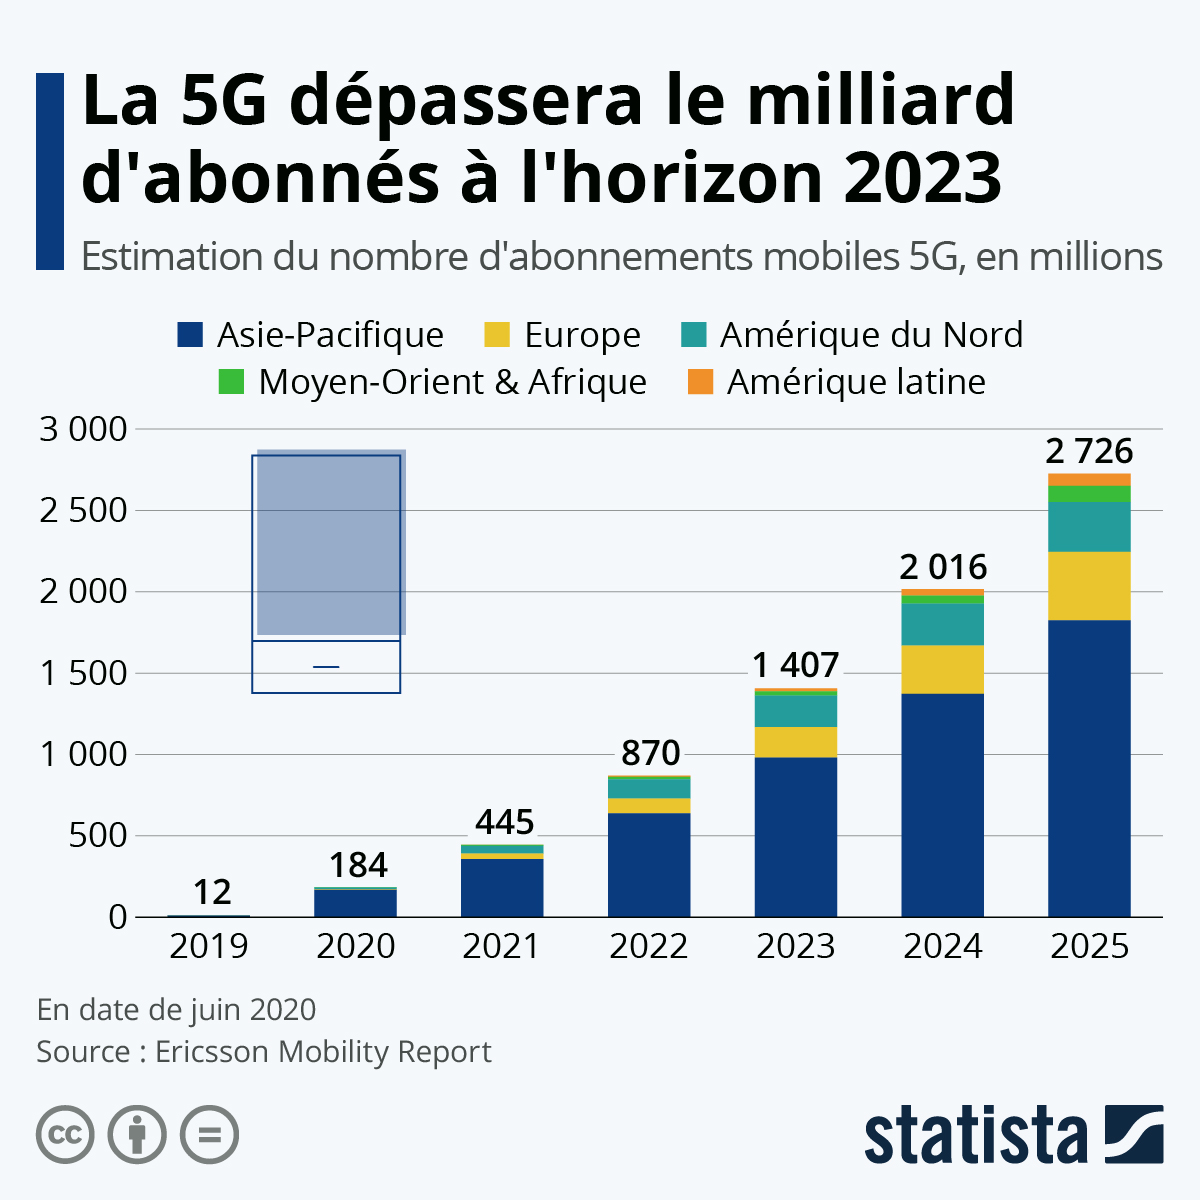 La 5G dépassera le milliard
d'abonnés à l'horizon 2023
Estimation du nombre d'abonnements mobiles 5G, en millions
Asie-Pacifique Europe Amérique du Nord
Moyen-Orient & Afrique Amérique latine
3 000
2 726
2 500
2 016
2 000
1 500
1 407
1 000
870
500
445
184
12
0
2019 2020 2021 2022 2023 2024 2025
En date de juin 2020
Source : Ericsson Mobility Report
cc
statista